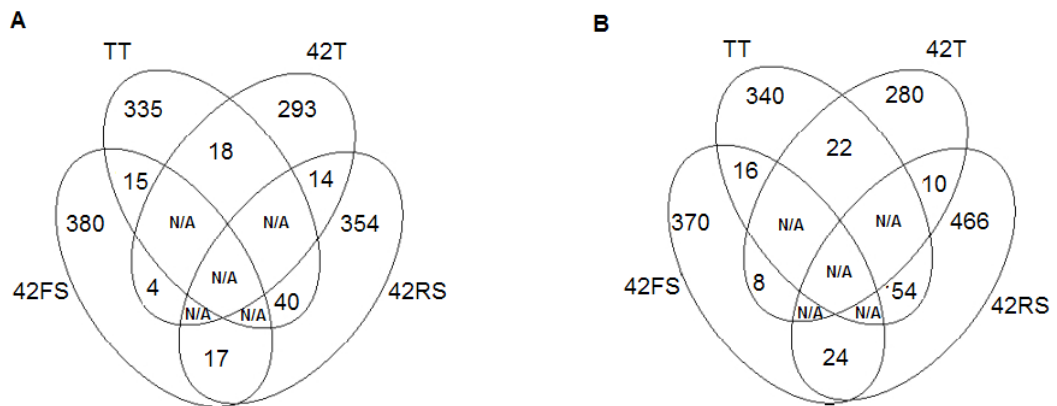 A
TT 42T
335 293
18
15 14
380 N/A N/A 354
N/A
42FS 4 40 42RS
N/A N/A
17
B
TT 42T
340 280
22
16 10
370 N/A N/A 466
N/A
42FS 8 54 42RS
N/A N/A
24